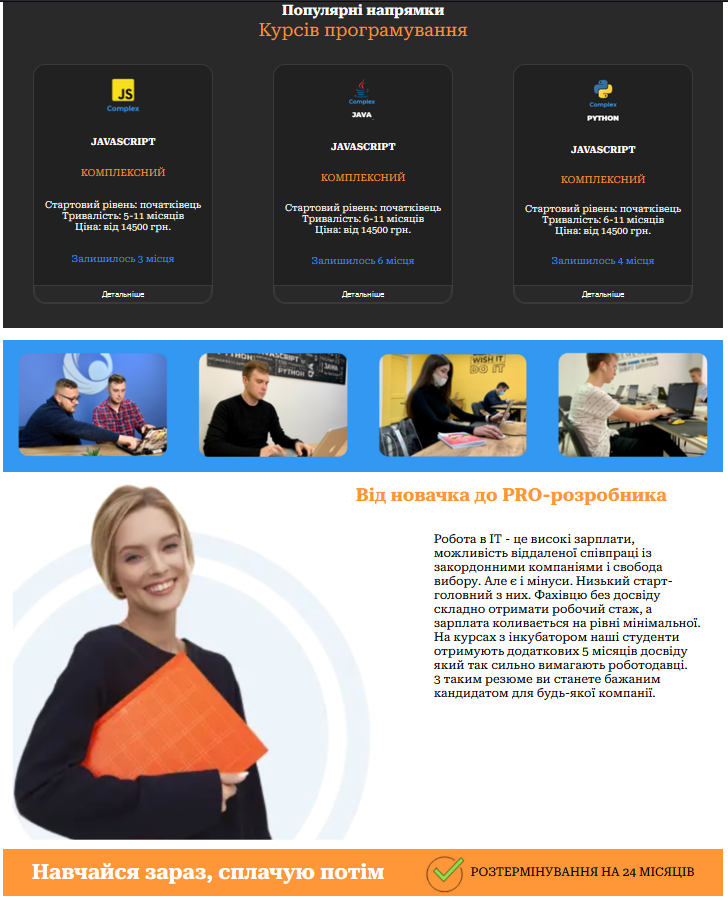 Популярні напрямки
Курсів програмування
JS
Complex
JAVASCRIPT
КОМПЛЕКСНИЙ
Стартовий рівень: початківець
Тривалість: 5-11 місяців
Ціна: від 14500 грн.
Залишилось 3 місця
Детальніше
Complex
JAVA
JAVASCRIPT
КОМПЛЕКСНИЙ
Стартовий рівень: початківець
Тривалість: 6-11 місяців
Ціна: від 14500 грн.
Залишилось 6 місця
Детальніше
Complex
PYTHON
JAVASCRIPT
КОМПЛЕКСНИЙ
Стартовий рівень: початківець
Тривалість: 6-11 місяців
Ціна: від 14500 грн.
Залишилось 4 місця
Детальніше
PYTHON
WISH IT
DO IT
Від новачка до PRO-розробника
Робота в ІТ - це високі зарплати,
можливість віддаленої співпраці із
закордонними компаніями і свобода
вибору. Але є і мінуси. Низький старт-
головний з них. Фахівцю без досвіду
складно отримати робочий стаж, а
зарплата коливається на рівні мінімальної.
На курсах з інкубатором наші студенти
отримують додаткових 5 місяців досвіду
який так сильно вимагають роботодавці.
З таким резюме ви станете бажаним
кандидатом для будь-якої компанії.
Навчайся зараз, сплачую потім
РОЗТЕРМІНУВАННЯ НА 24 МІСЯЦІВ